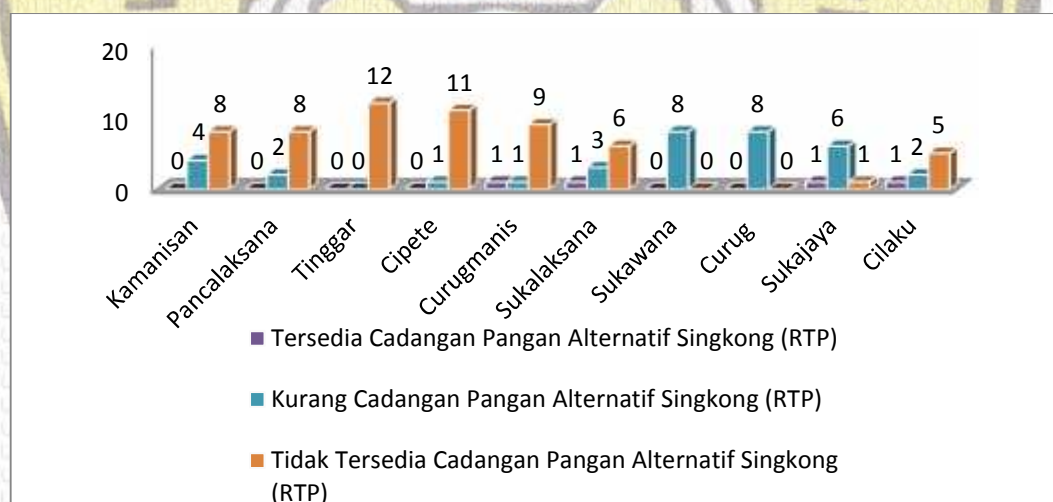 20
10
0
0 4 8 0 2 8 0 0 12 0 1 11 1 1 9 1 3 6 0 8 0 0 8 0 1 6 1 1 2 5
Kamanisan
Pancalaksana
Tinggar
Cipete
Curugmanis
Sukalaksana
Sukawana
Curug
Sukajaya
Cilaku
Tersedia Cadangan Pangan Alternatif Singkong (RTP)
Kurang Cadangan Pangan Alternatif Singkong (RTP)
Tidak Tersedia Cadangan Pangan Alternatif Singkong
(RTP)